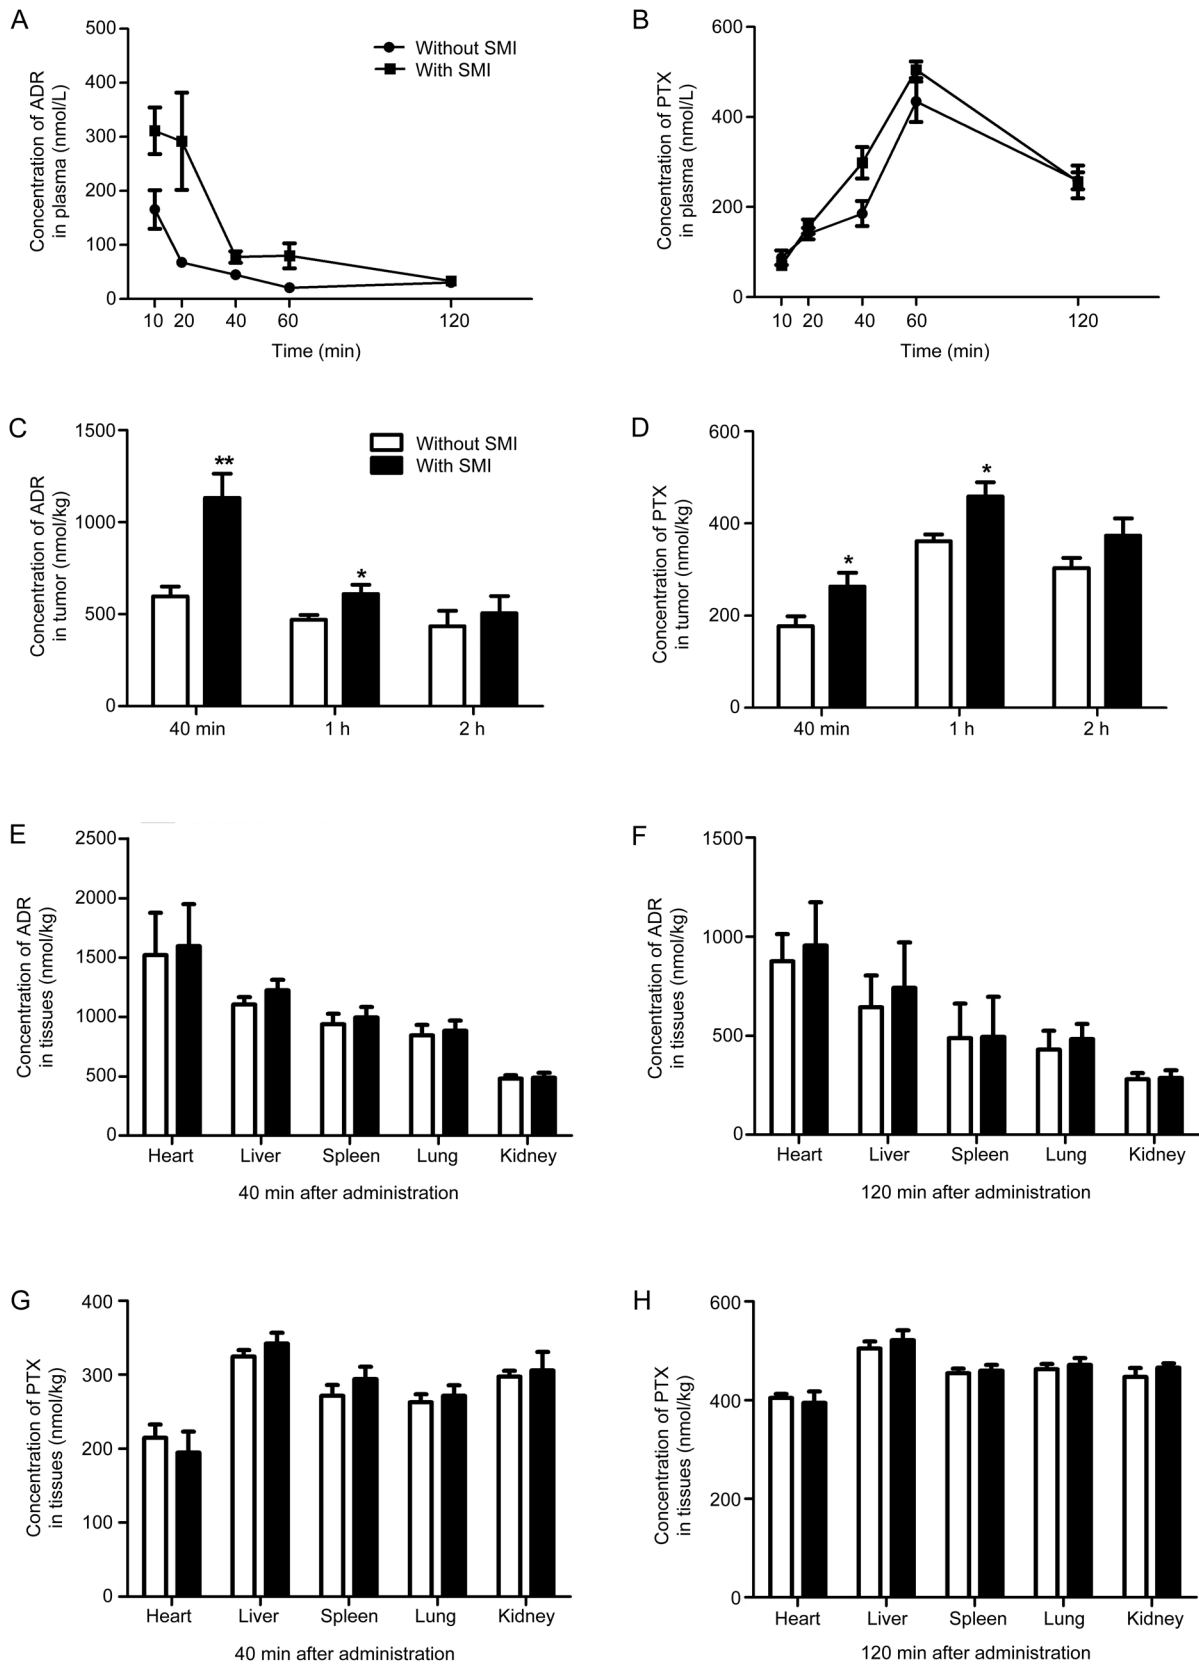 A
Concentration of ADR
in plasma (nmol/L)
500
400
300
200
100
0
Without SMI
With SMI
10 20 40 60 120
Time (min)
B
Concentration of PTX
in plasma (nmol/L)
600
400
200
0
10 20 40 60 120
Time (min)
C
Concentration of ADR
in tumor (nmol/kg)
1500
1000
500
0
Without SMI
With SMI
**
*
40 min 1 h 2 h
D
Concentration of PTX
in tumor (nmol/kg)
600
400
200
0
*
*
40 min 1 h 2 h
E
Concentration of ADR
in tissues (nmol/kg)
2500
2000
1500
1000
500
0
Heart Liver Spleen Lung Kidney
40 min after administration
F
Concentration of ADR
in tissues (nmol/kg)
1500
1000
500
0
Heart Liver Spleen Lung Kidney
120 min after administration
G
Concentration of PTX
in tissues (nmol/kg)
400
300
200
100
0
Heart Liver Spleen Lung Kidney
40 min after administration
H
Concentration of PTX
in tissues (nmol/kg)
600
400
200
0
Heart Liver Spleen Lung Kidney
120 min after administration